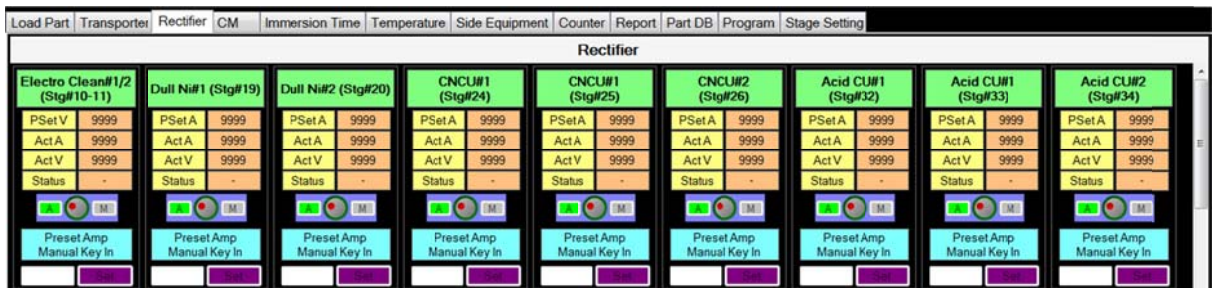 Load Part Transporter Rectifier CM Immersion Time Temperature Side Equipment Counter Report Part DB Program Stage Setting
Rectifier
Electro Clean#1/2 (Stg#10-11)
PSet V 9999
Act A 9999
Act V 9999
Status -
A M
Preset Amp
Manual Key In
Set
Dull Ni#1 (Stg#19)
PSet A 9999
Act A 9999
Act V 9999
Status -
A M
Preset Amp
Manual Key In
Set
Dull Ni#2 (Stg#20)
PSet A 9999
Act A 9999
Act V 9999
Status -
A M
Preset Amp
Manual Key In
Set
CNCU#1
(Stg#24)
PSet A 9999
Act A 9999
Act V 9999
Status -
A M
Preset Amp
Manual Key In
Set
CNCU#1
(Stg#25)
PSet A 9999
Act A 9999
Act V 9999
Status -
A M
Preset Amp
Manual Key In
Set
CNCU#2
(Stg#26)
PSet A 9999
Act A 9999
Act V 9999
Status -
A M
Preset Amp
Manual Key In
Set
Acid CU#1
(Stg#32)
PSet A 9999
Act A 9999
Act V 9999
Status -
A M
Preset Amp
Manual Key In
Set
Acid CU#1
(Stg#33)
PSet A 9999
Act A 9999
Act V 9999
Status -
A M
Preset Amp
Manual Key In
Set
Acid CU#2
(Stg#34)
PSet A 9999
Act A 9999
Act V 9999
Status -
A M
Preset Amp
Manual Key In
Set